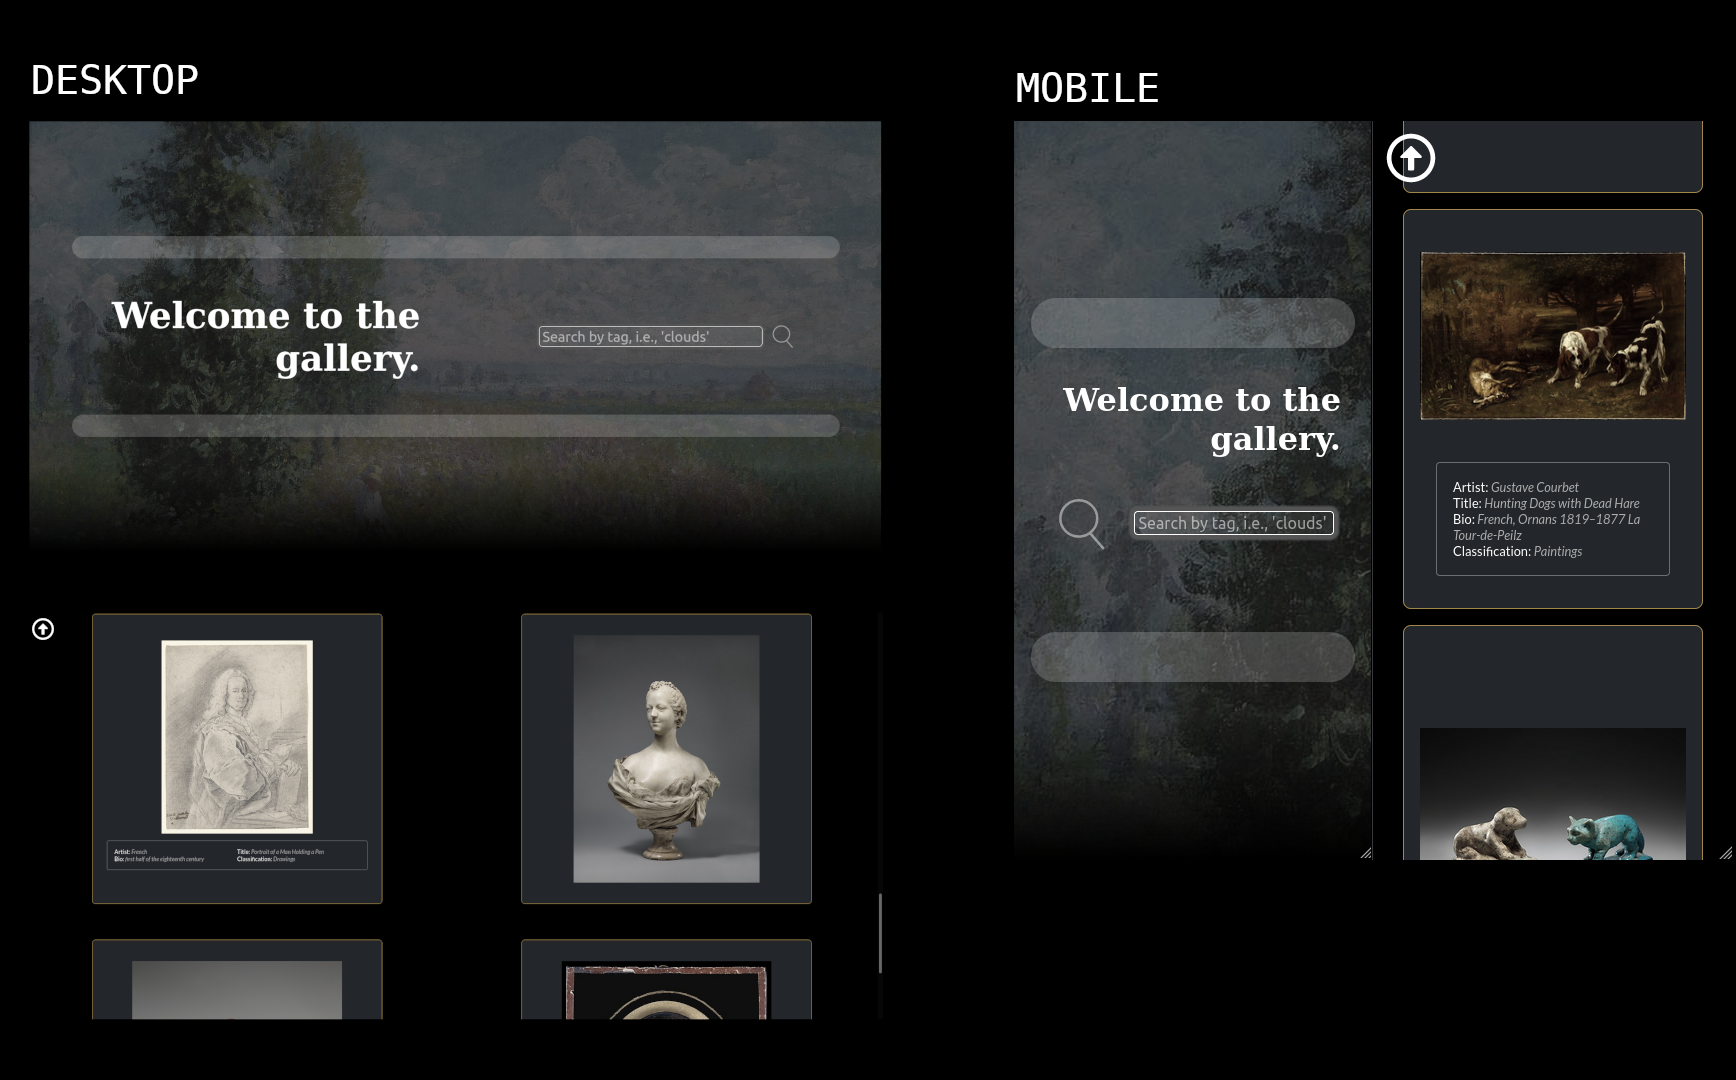 DESKTOP
Welcome to the
gallery.
Search by tag, i.e., 'clouds'
Artist: French
Bio: first half of the eighteenth century
Title: Portrait of a Man Holding a Pen
Classification: Drawings
MOBILE
Welcome to the
gallery.
Search by tag, i.e., 'clouds'
Artist: Gustave Courbet
Title: Hunting Dogs with Dead Hare
Bio: French, Ornans 1819–1877 La
Tour-de-Peilz
Classification: Paintings